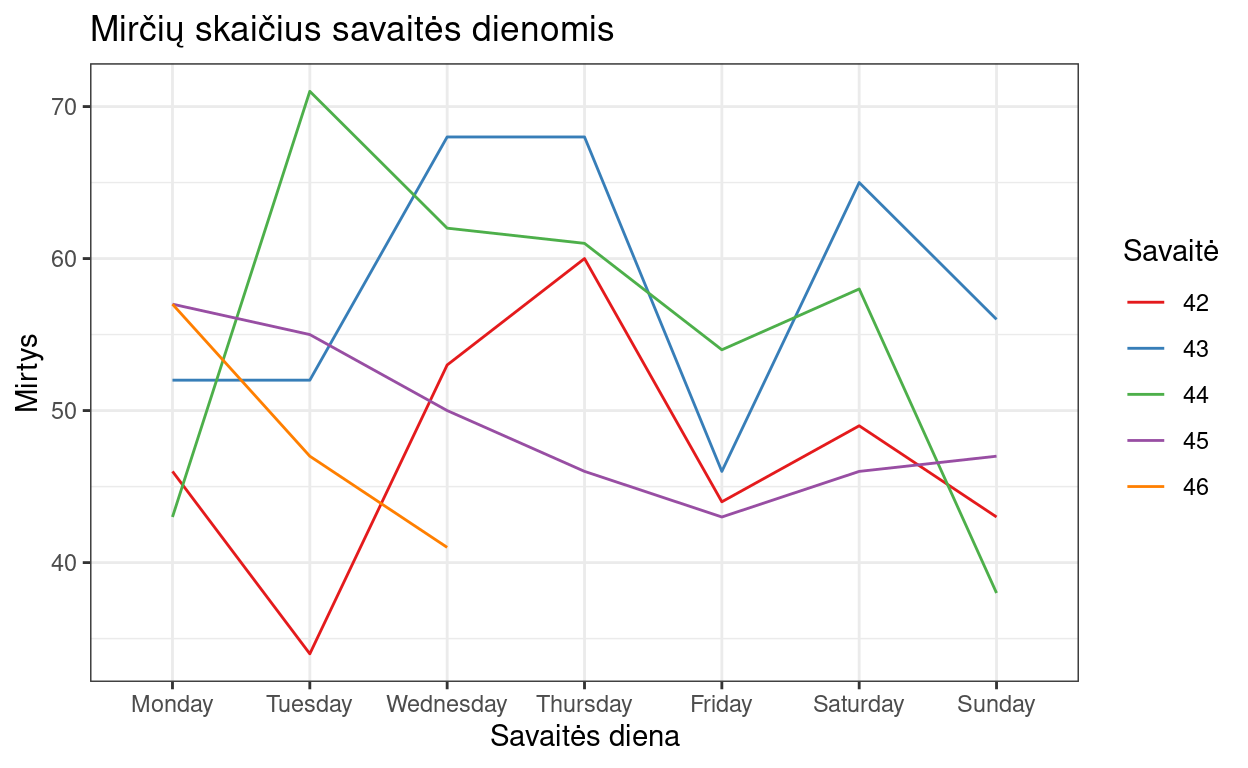 Mirčių skaičius savaitės dienomis
Mirtys
70
60
50
40
Monday Tuesday Wednesday Thursday Friday Saturday Sunday
Savaitės diena
Savaitė
42
43
44
45
46